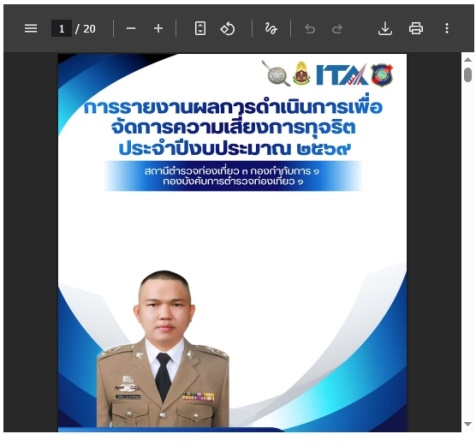 1 / 20
ITA
การรายงานผลการดำเนินการเพื่อ
จัดการความเสี่ยงการทุจริต
ประจำปีงบประมาณ ๒๕๖๙
สถานีตำรวจท่องเที่ยว ๓ กองกำกับการ ๑
กองบังคับการตำรวจท่องเที่ยว ๑